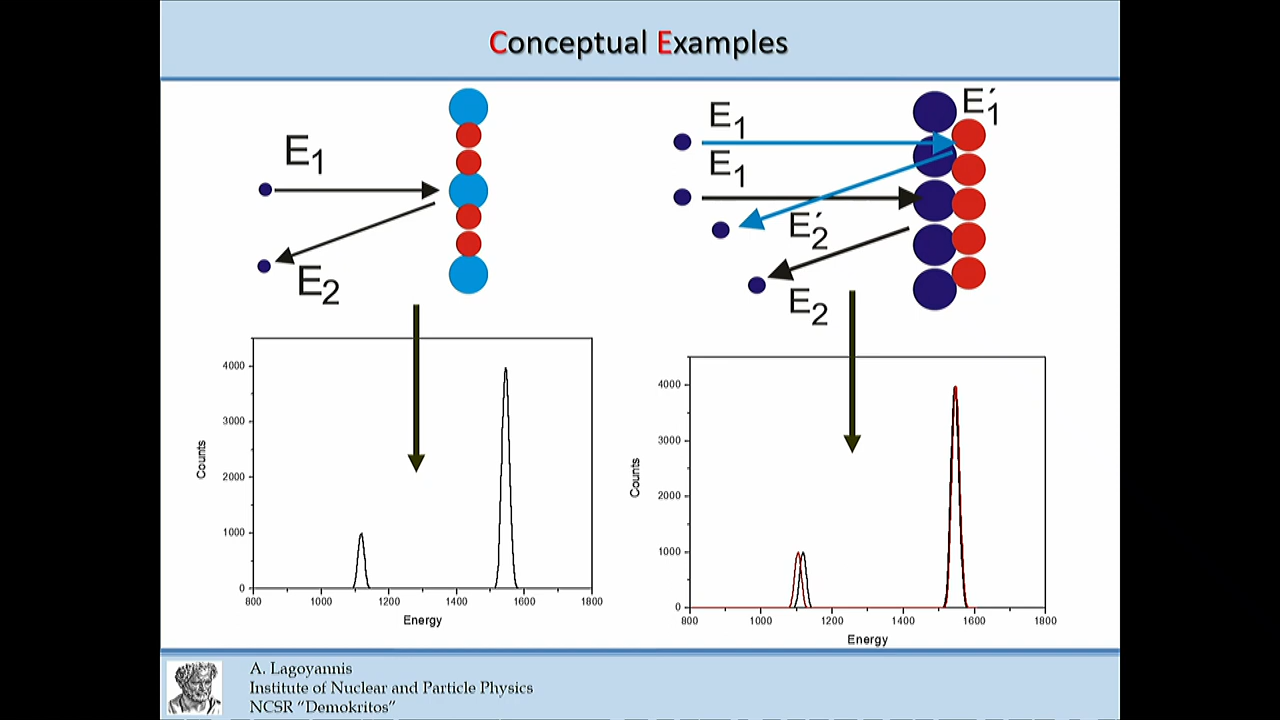 Conceptual Examples
E1
E2
E1
E1
E1′
E2′
E2
4000
3000
2000
1000
0
Counts
800 1000 1200 1400 1600 1800
Energy
4000
3000
2000
1000
0
Counts
800 1000 1200 1400 1600 1800
Energy
A. Lagoyannis
Institute of Nuclear and Particle Physics
NCSR “Demokritos”